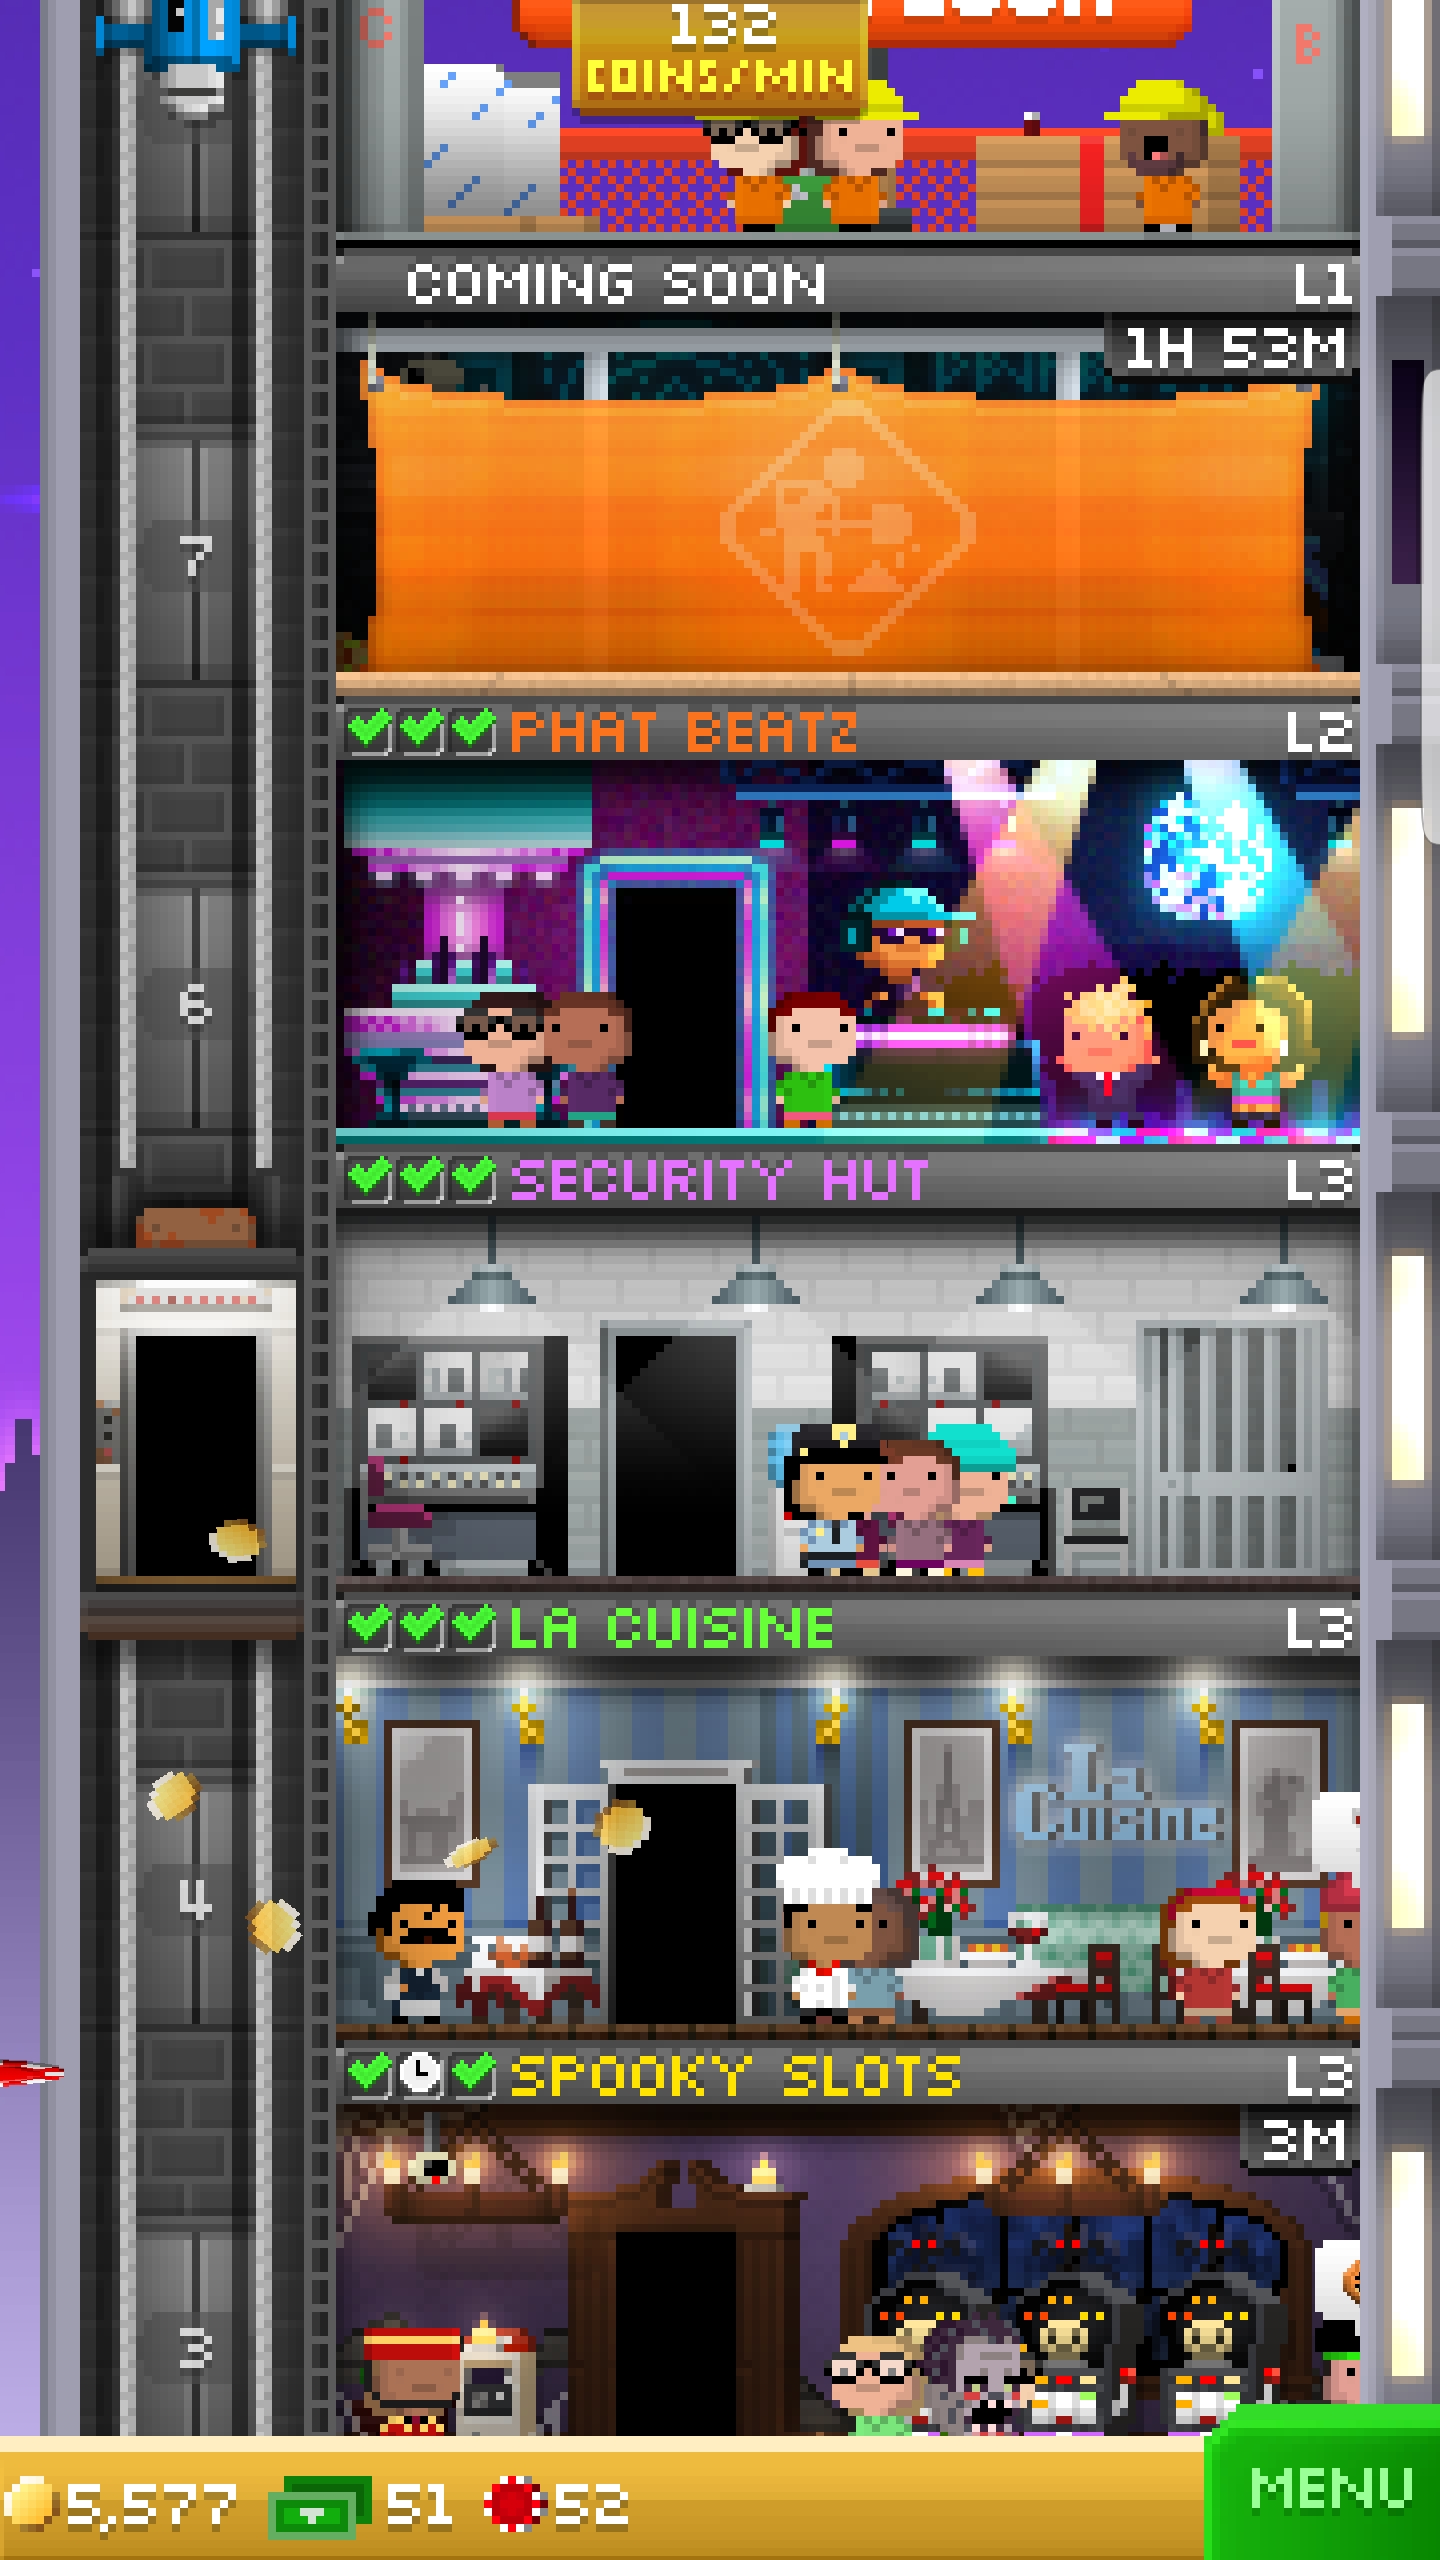 C
132
COINS/MIN
B
COMING SOON
L1
1H 53M
7
PHAT BEATZ
L2
6
SECURITY HUT
L3
LA CUISINE
L3
La
Cuisine
4
SPOOKY SLOTS
L3
3M
3
5,577
51
52
MENU